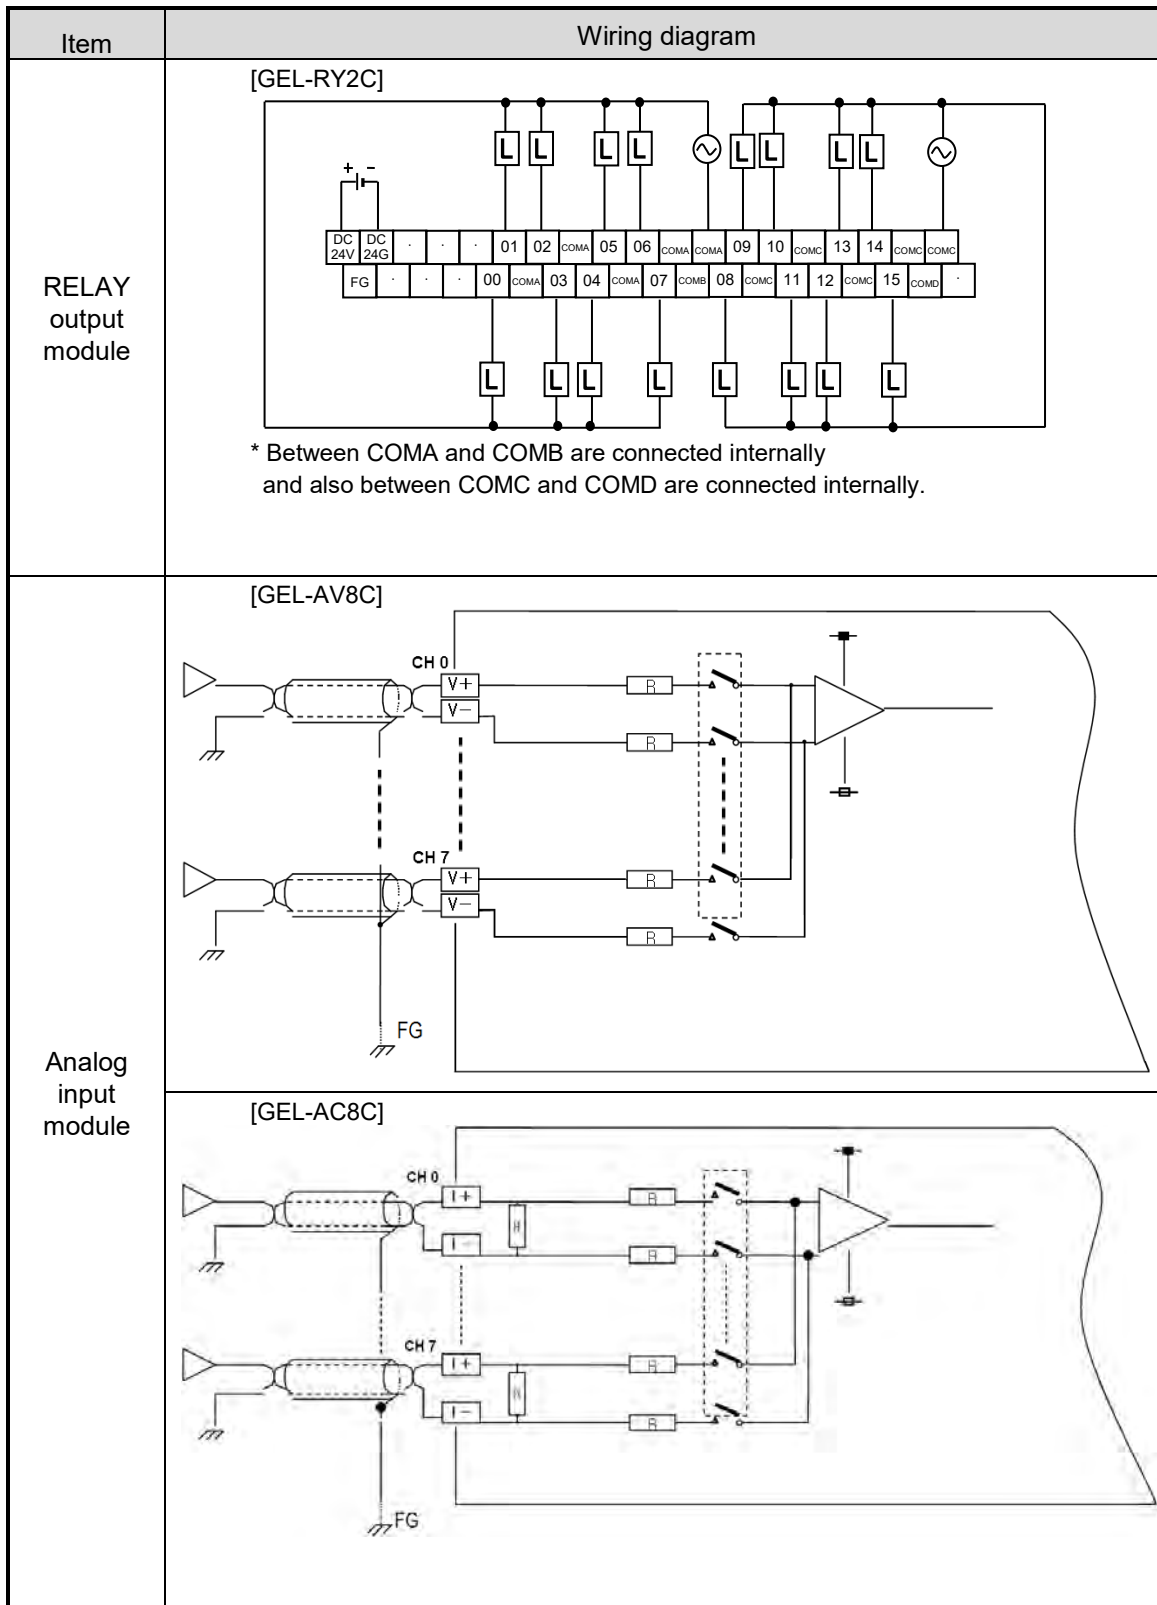 Item
Wiring diagram
RELAY
output
module
[GEL-RY2C]
L L L L L L L L
+ -
DC 24V DC 24G · · · 01 02 COMA 05 06 COMA COMA 09 10 COMC 13 14 COMC COMC
FG · · · 00 COMA 03 04 COMA 07 COMB 08 COMC 11 12 COMC 15 COMD ·
L L L L L L L L
* Between COMA and COMB are connected internally
and also between COMC and COMD are connected internally.
Analog
input
module
[GEL-AV8C]
CH 0
V+ R
V− R
CH 7
V+ R
V− R
FG
[GEL-AC8C]
CH 0
I+ R
R
I- R
CH 7
I+ R
R
I- R
FG